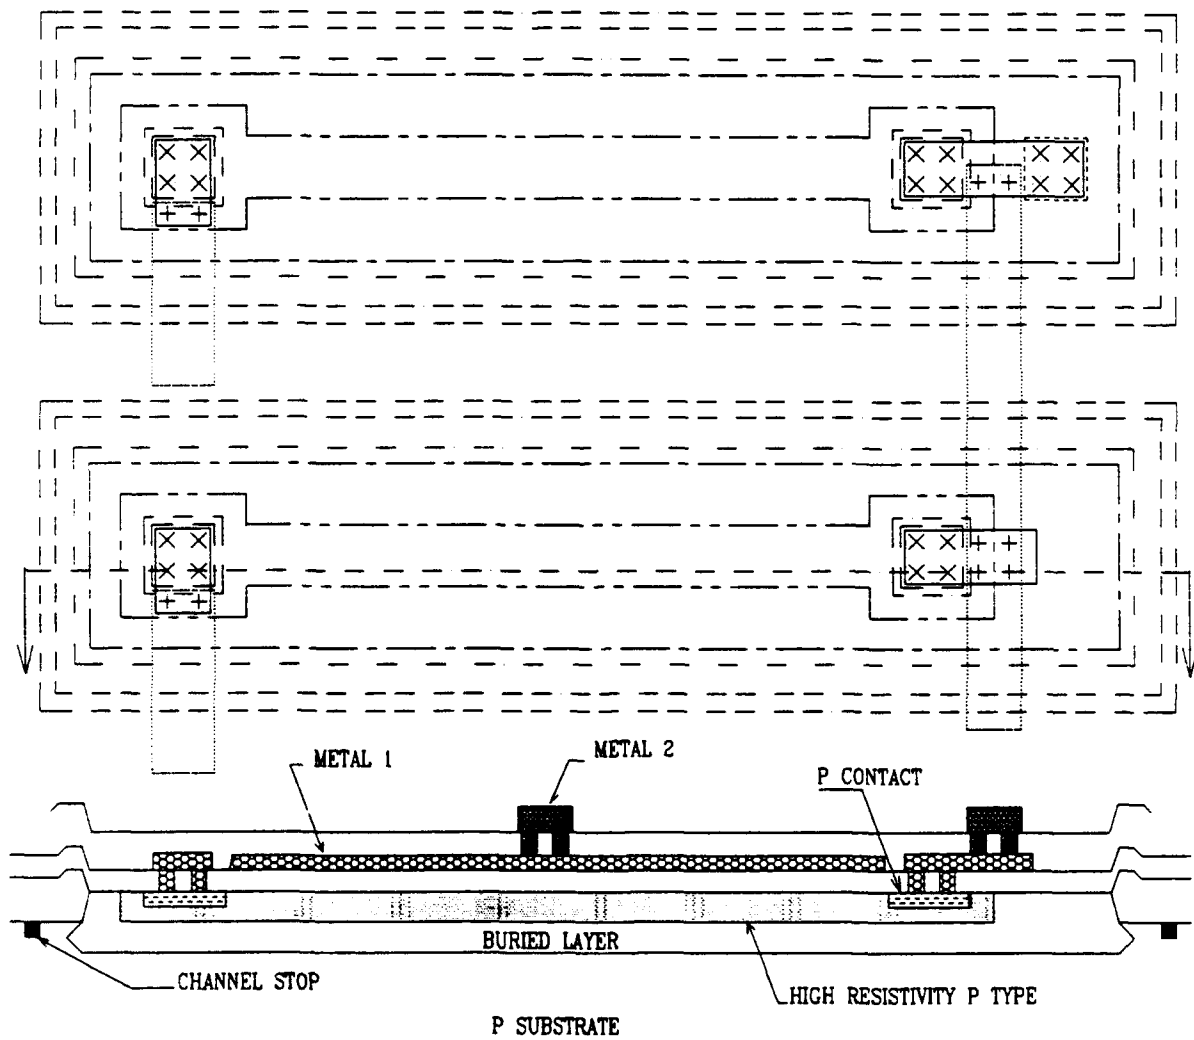 METAL 1
METAL 2
P CONTACT
BURIED LAYER
CHANNEL STOP
HIGH RESISTIVITY P TYPE
P SUBSTRATE